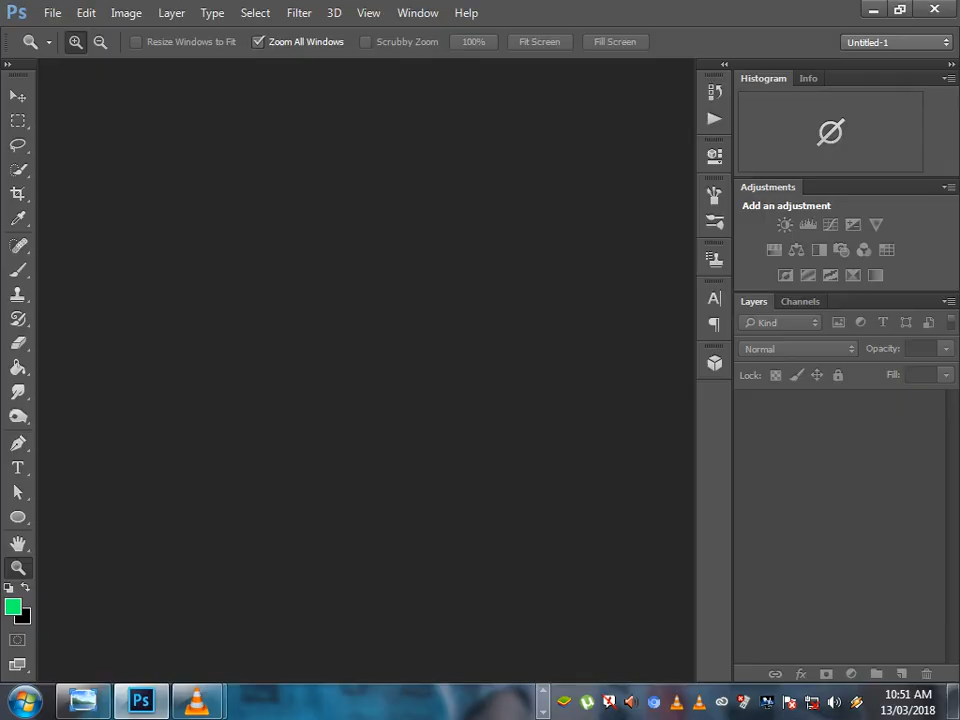 Ps File Edit Image Layer Type Select Filter 3D View Window Help
Resize Windows to Fit Zoom All Windows Scrubby Zoom 100% Fit Screen Fill Screen Untitled-1
Histogram Info
Adjustments
Add an adjustment
Layers Channels
Kind
Normal Opacity:
Lock: Fill:
Ps
10:51 AM
13/03/2018